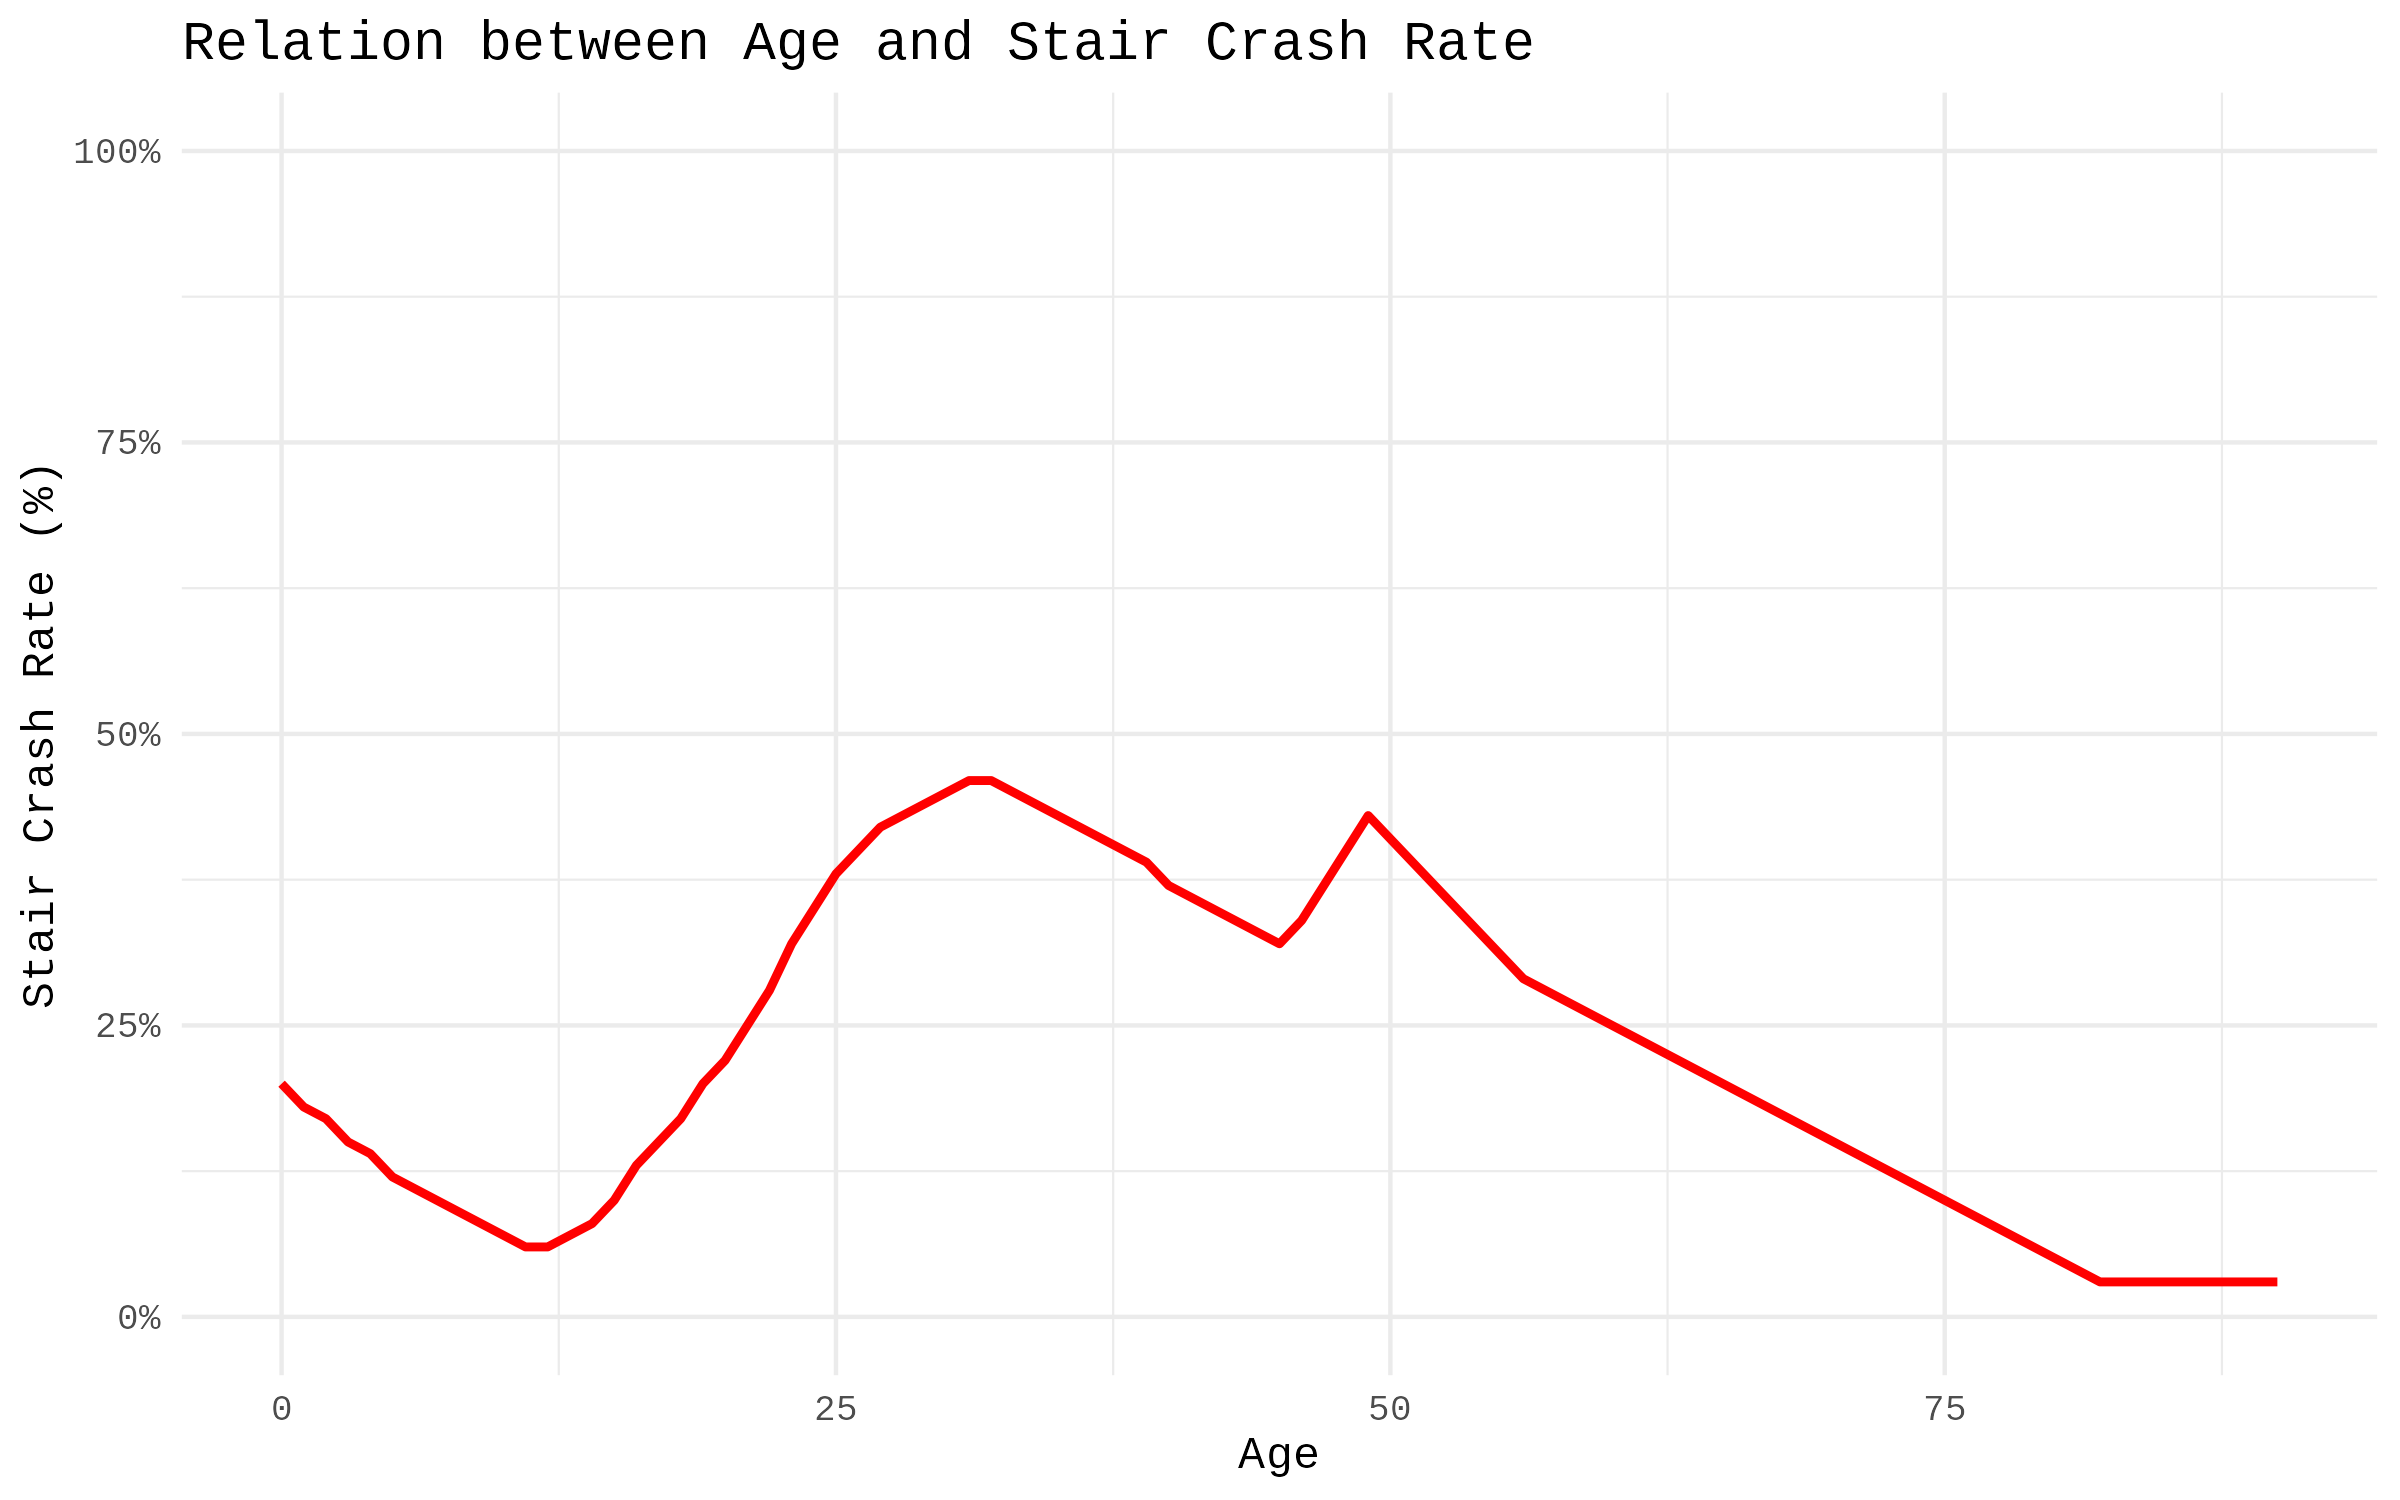 Relation between Age and Stair Crash Rate
Stair Crash Rate (%)
100%
75%
50%
25%
0%
0 25 50 75
Age